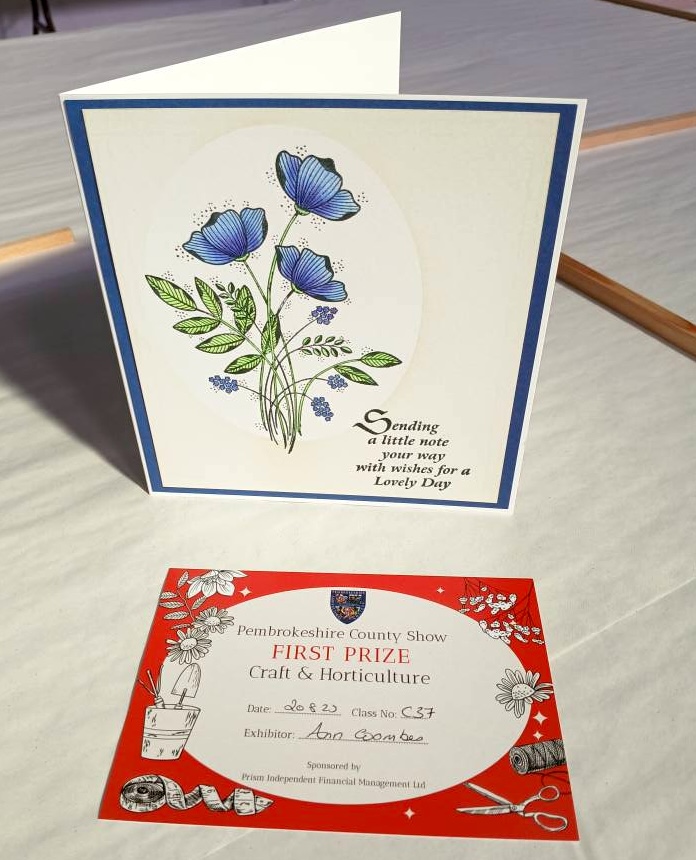 Sending
a little note
your way
with wishes for a
Lovely Day
Pembrokeshire County Show
FIRST PRIZE
Craft & Horticulture
Date: 20 8 25 Class No: C37
Exhibitor: Ann Coombes
Sponsored by
Prism Independent Financial Management Ltd